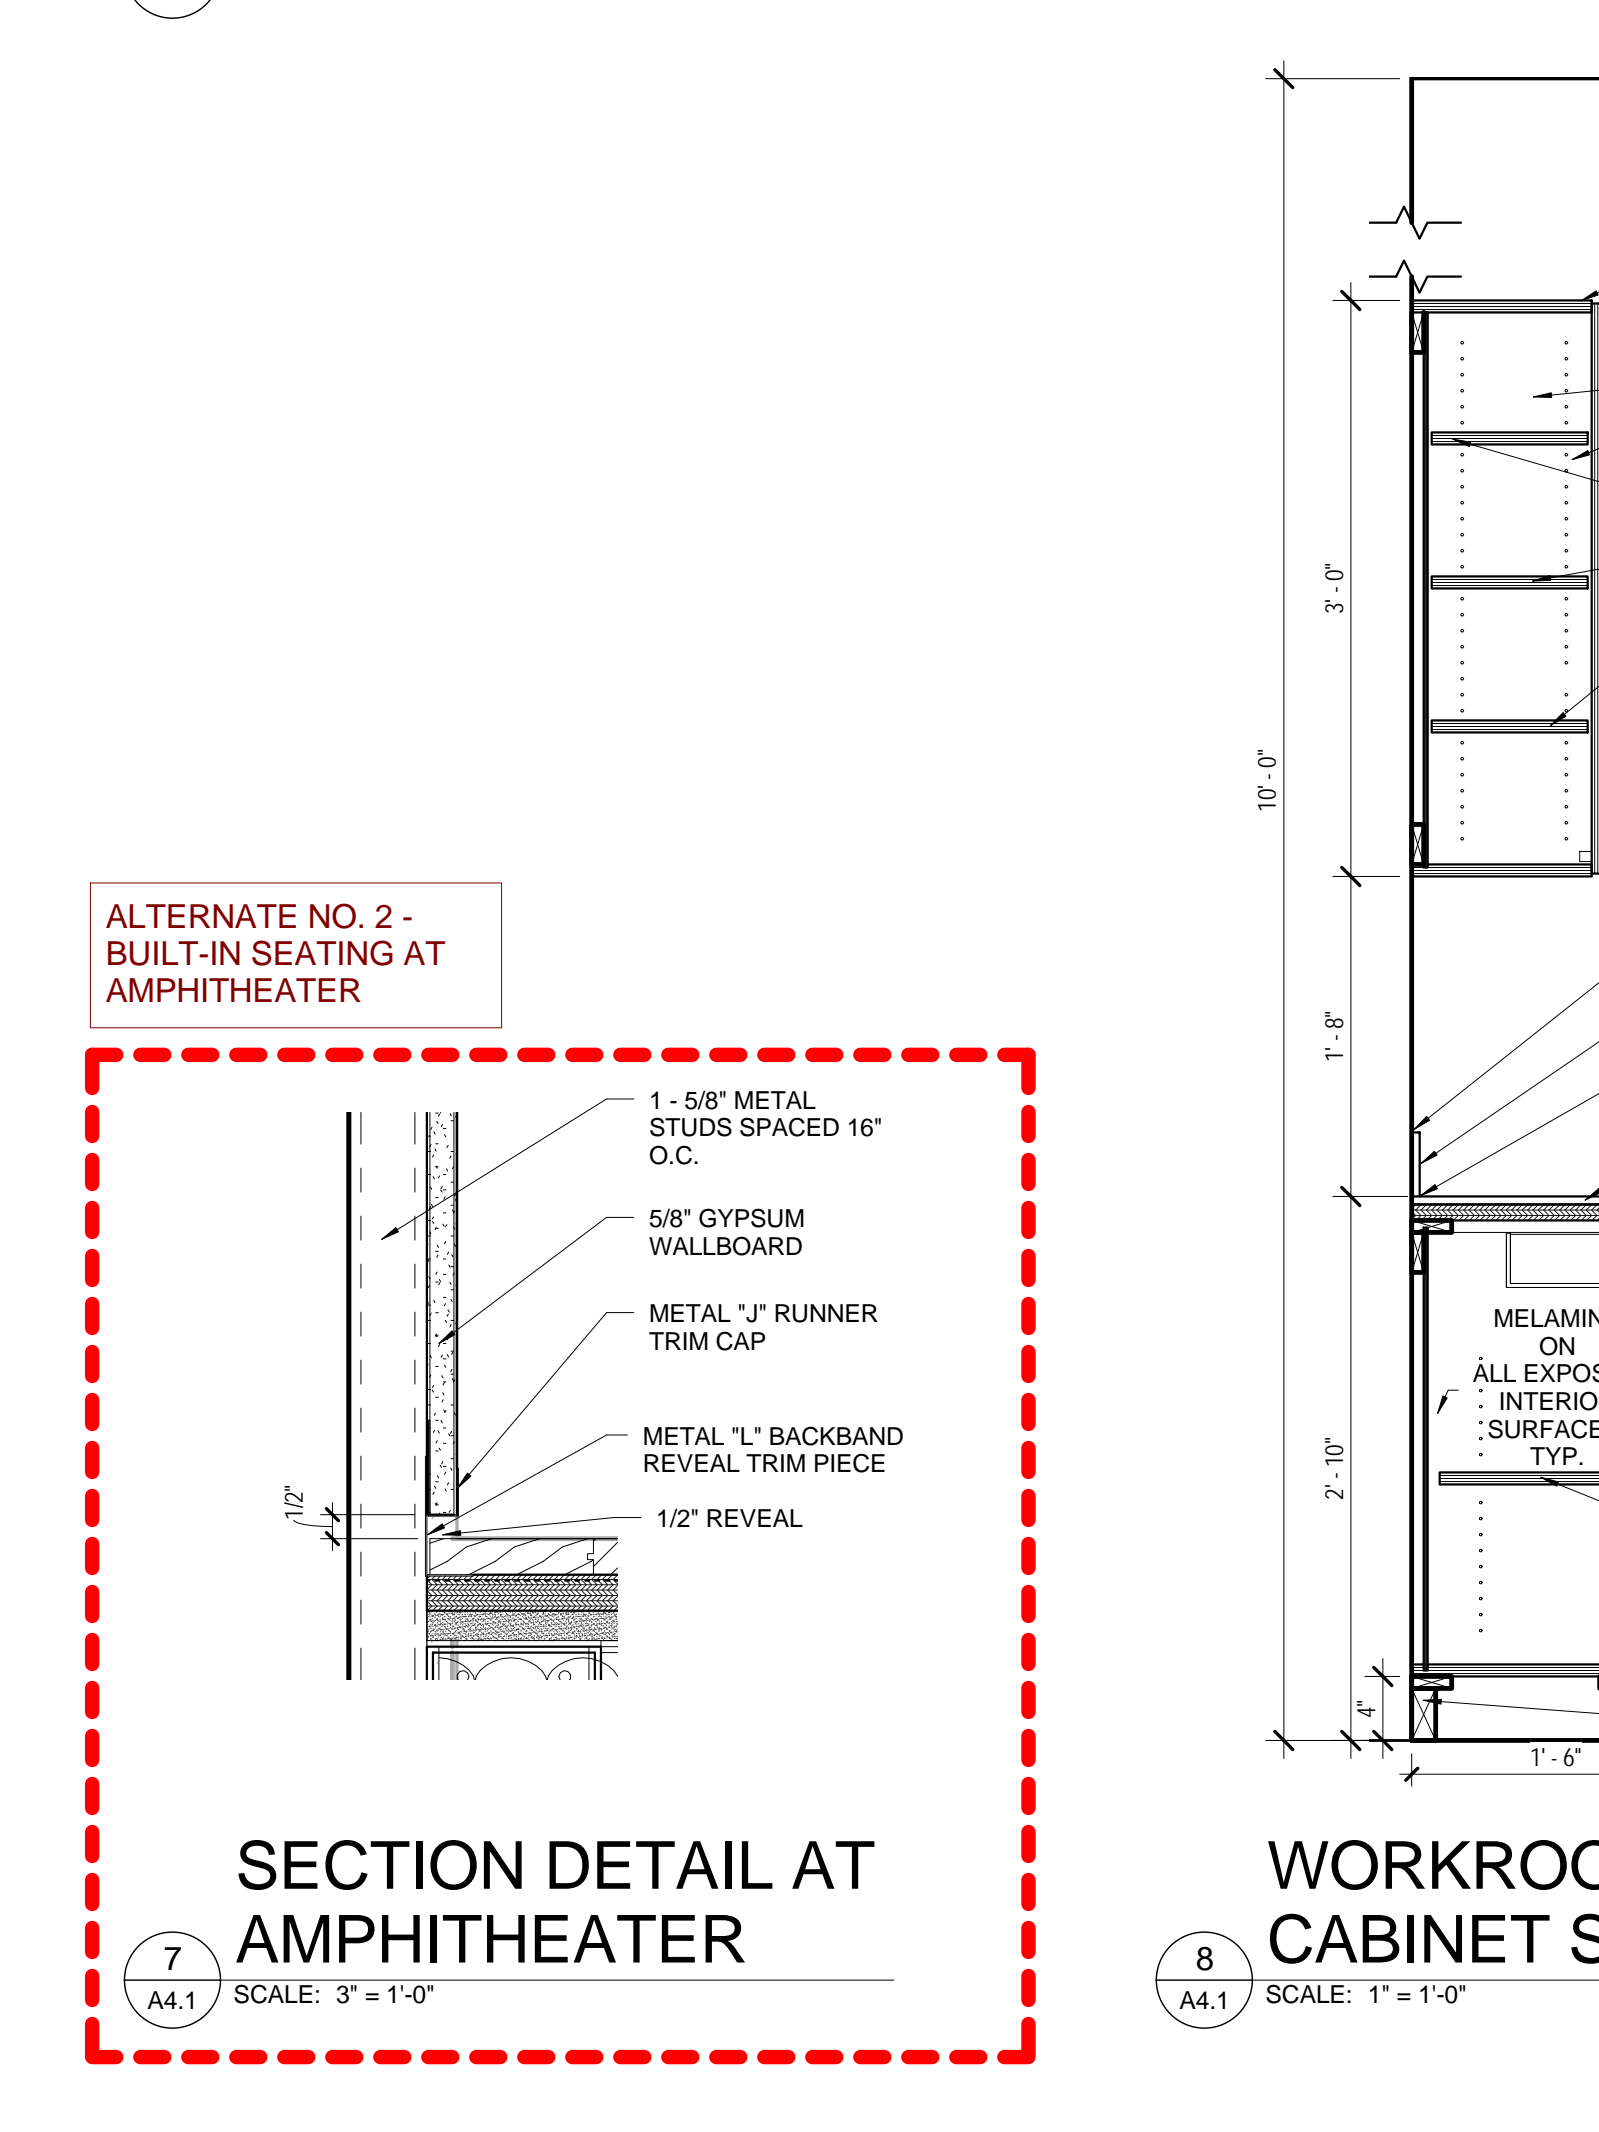 ALTERNATE NO. 2 -
BUILT-IN SEATING AT
AMPHITHEATER
1 - 5/8" METAL
STUDS SPACED 16"
O.C.
5/8" GYPSUM
WALLBOARD
METAL "J" RUNNER
TRIM CAP
METAL "L" BACKBAND
REVEAL TRIM PIECE
1/2" REVEAL
1/2"
SECTION DETAIL AT
AMPHITHEATER
7
A4.1
SCALE: 3" = 1'-0"
10' - 0"
3' - 0"
1' - 8"
2' - 10"
4"
1' - 6"
ON
TYP.
CABINET
8
A4.1
SCALE: 1" = 1'-0"